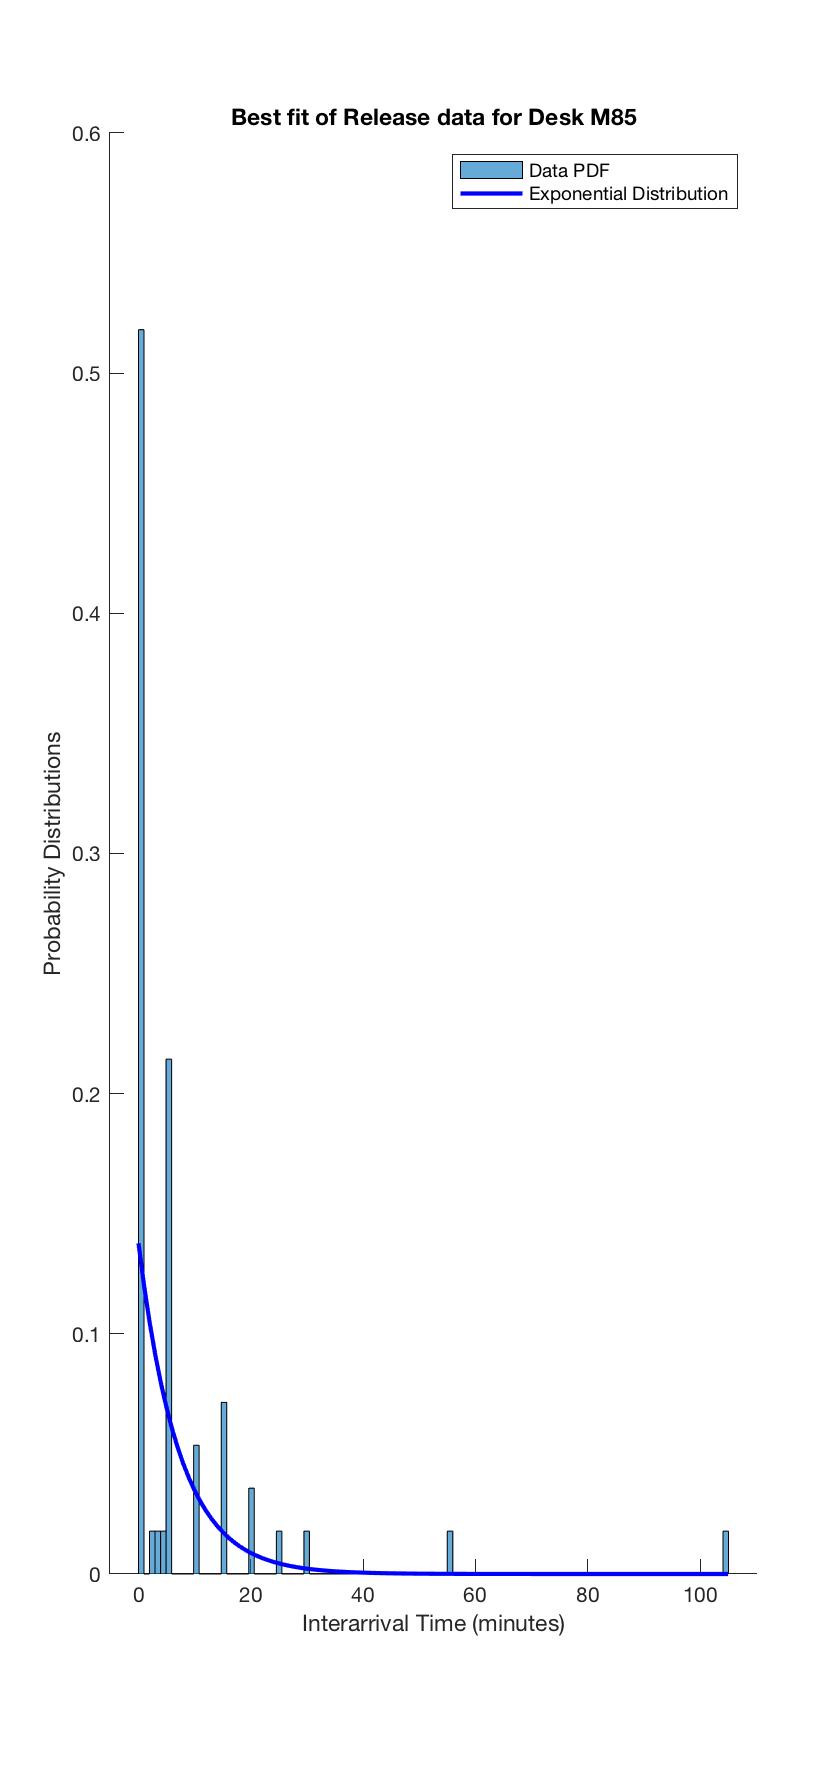 Best fit of Release data for Desk M85
0.6
Data PDF
Exponential Distribution
0.5
0.4
0.3
Probability Distributions
0.2
0.1
0
0 20 40 60 80 100
Interarrival Time (minutes)